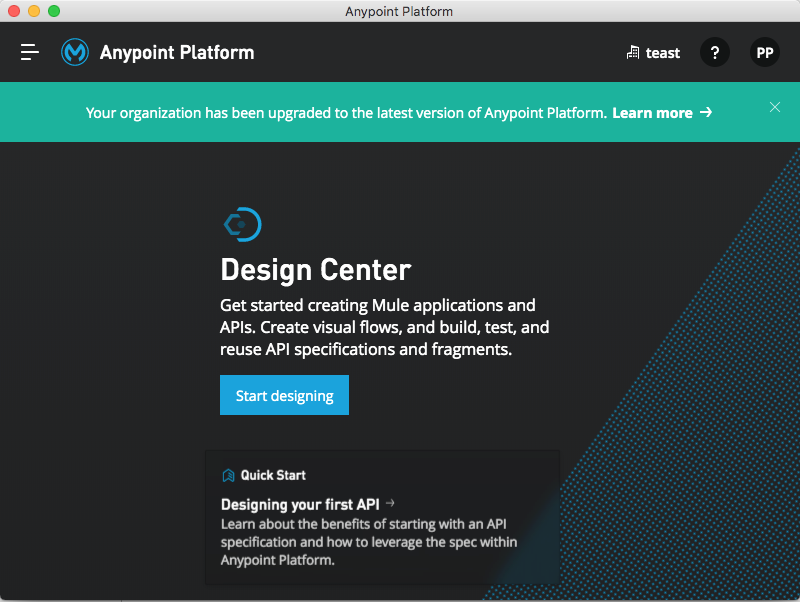 Anypoint Platform
Anypoint Platform
teast
?
PP
Your organization has been upgraded to the latest version of Anypoint Platform. Learn more →
Design Center
Get started creating Mule applications and
APIs. Create visual flows, and build, test, and
reuse API specifications and fragments.
Start designing
Quick Start
Designing your first API →
Learn about the benefits of starting with an API
specification and how to leverage the spec within
Anypoint Platform.